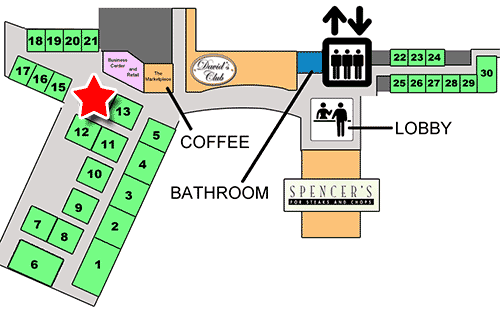 18 19 20 21
17 16 15
Business
Center
and
Retail
The
Marketplace
David's
Club
22 23 24
25 26 27 28 29
30
13
12 11
10
9
7 8
6
5
4
3
2
1
COFFEE
BATHROOM
LOBBY
SPENCER'S
FOR STEAKS AND CHOPS